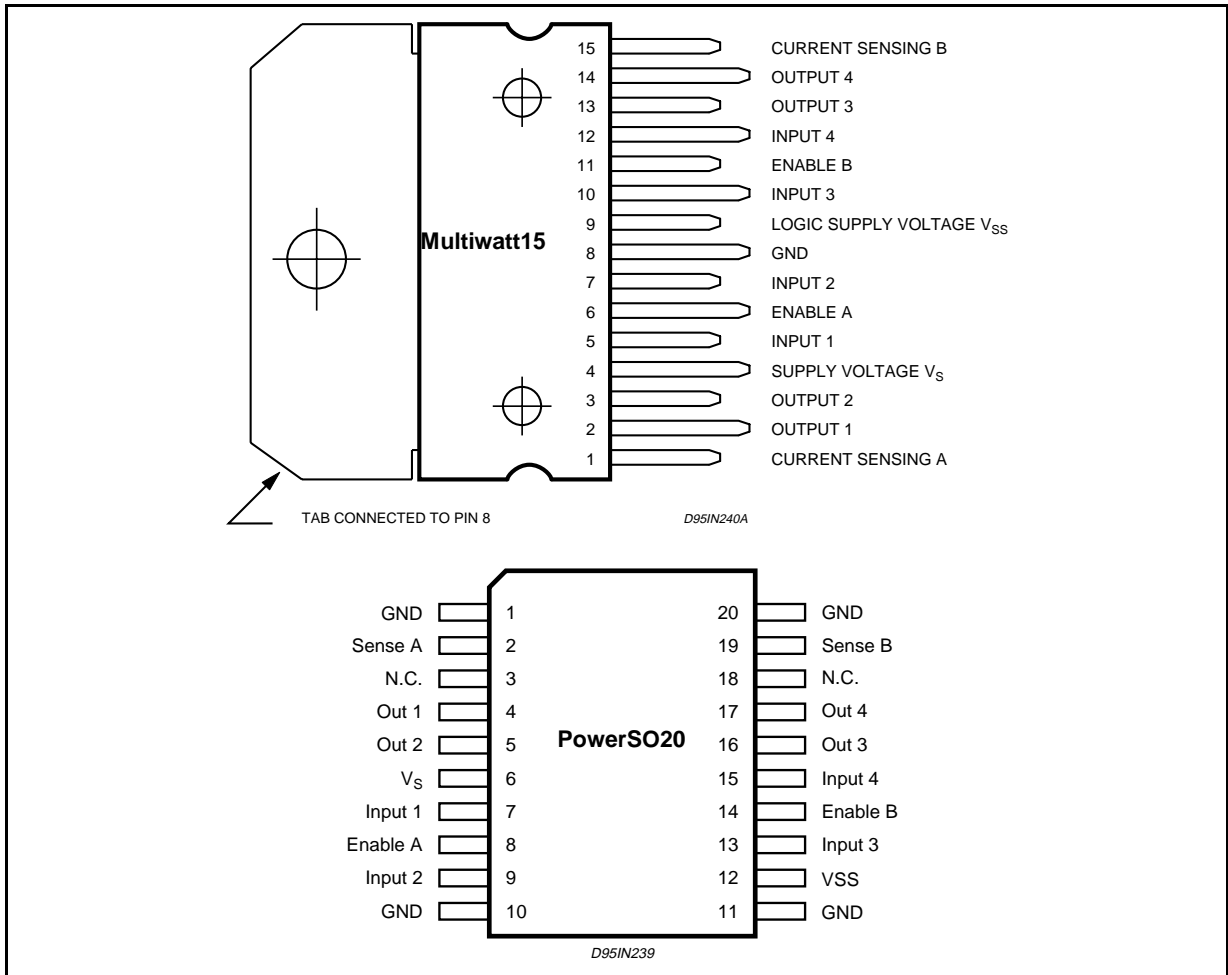 15 CURRENT SENSING B
14 OUTPUT 4
13 OUTPUT 3
12 INPUT 4
11 ENABLE B
10 INPUT 3
9 LOGIC SUPPLY VOLTAGE VSS
Multiwatt15
8 GND
7 INPUT 2
6 ENABLE A
5 INPUT 1
4 SUPPLY VOLTAGE VS
3 OUTPUT 2
2 OUTPUT 1
1 CURRENT SENSING A
TAB CONNECTED TO PIN 8 D95IN240A
GND 1 20 GND
Sense A 2 19 Sense B
N.C. 3 18 N.C.
Out 1 4 17 Out 4
PowerSO20
Out 2 5 16 Out 3
VS 6 15 Input 4
Input 1 7 14 Enable B
Enable A 8 13 Input 3
Input 2 9 12 VSS
GND 10 11 GND
D95IN239